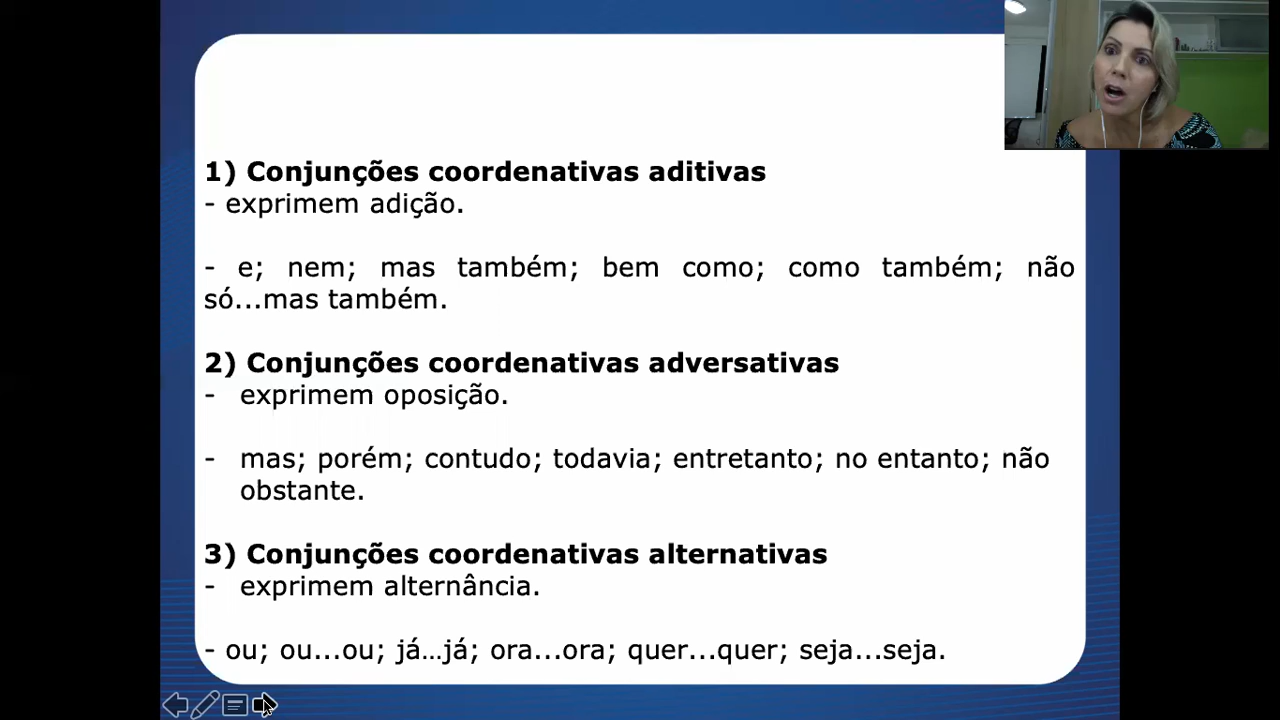 1) Conjunções coordenativas aditivas
- exprimem adição.
- e; nem; mas também; bem como; como também; não
só...mas também.
2) Conjunções coordenativas adversativas
- exprimem oposição.
- mas; porém; contudo; todavia; entretanto; no entanto; não
obstante.
3) Conjunções coordenativas alternativas
- exprimem alternância.
- ou; ou...ou; já...já; ora...ora; quer...quer; seja...seja.